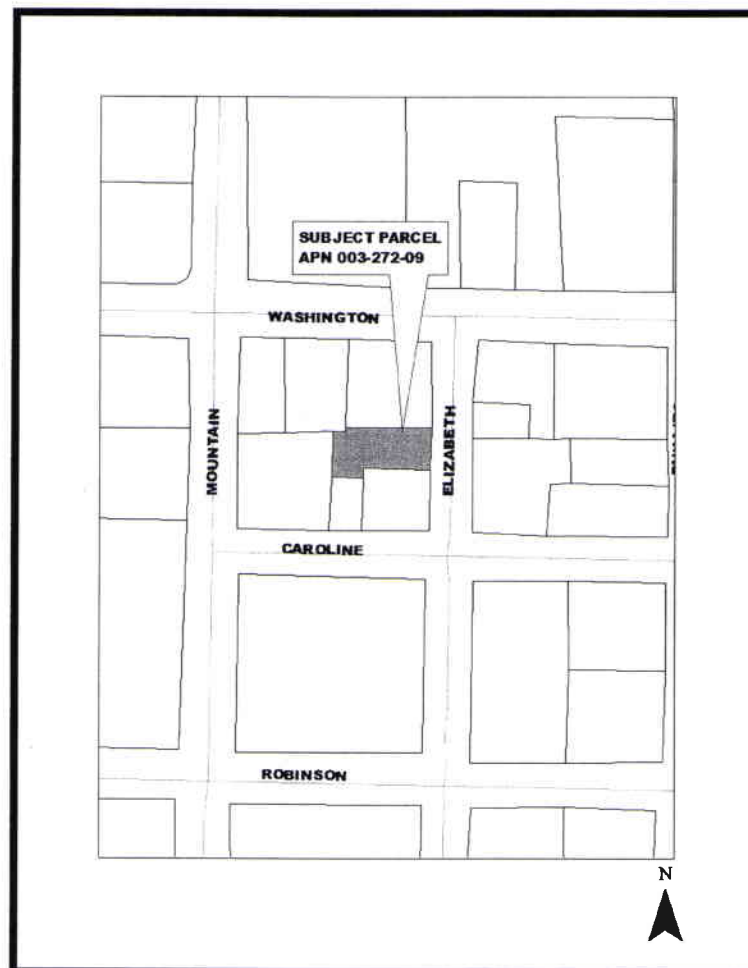 SUBJECT PARCEL
APN 003-272-09
WASHINGTON
MOUNTAIN
ELIZABETH
CAROLINE
ROBINSON
N